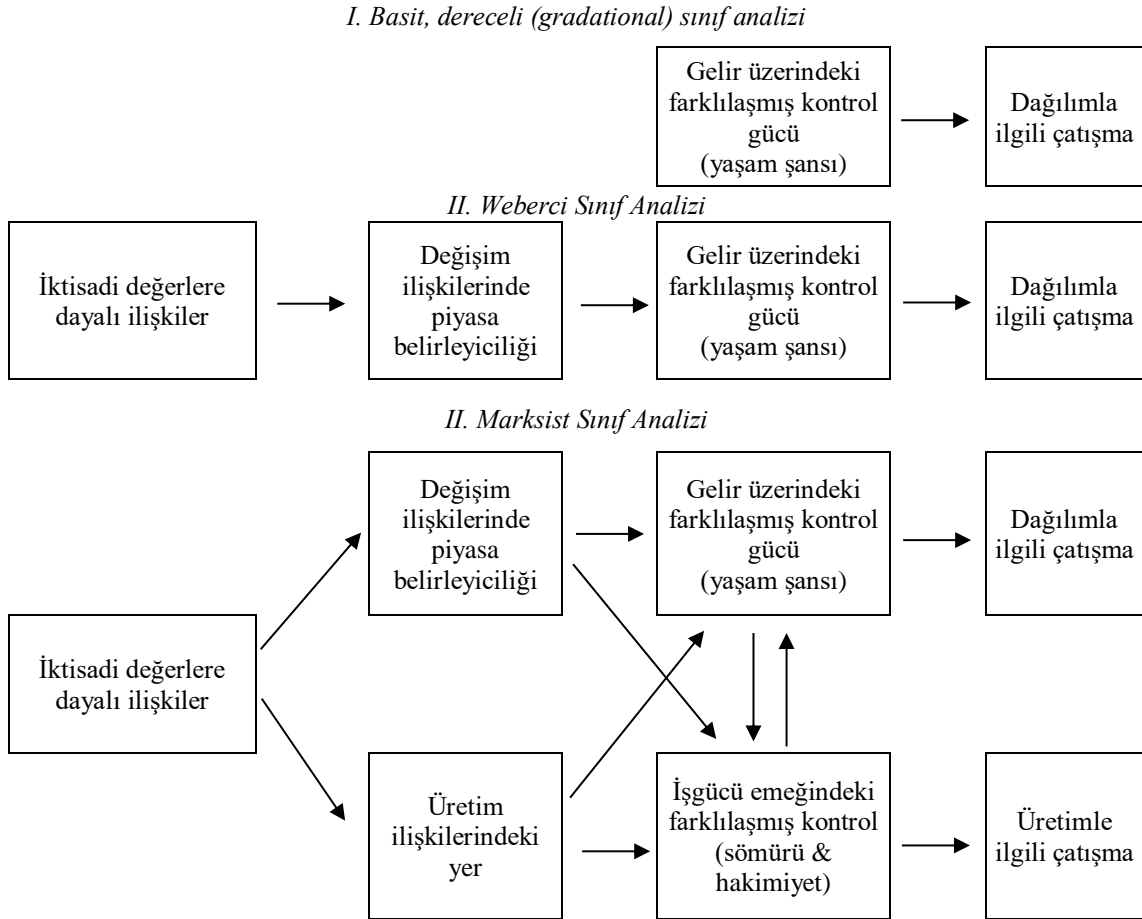 I. Basit, dereceli (gradational) sınıf analizi
Gelir üzerindeki
farklılaşmış kontrol
gücü
(yaşam şansı)
Dağılımla
ilgili çatışma
II. Weberci Sınıf Analizi
İktisadi değerlere
dayalı ilişkiler
Değişim
ilişkilerinde
piyasa
belirleyiciliği
Gelir üzerindeki
farklılaşmış kontrol
gücü
(yaşam şansı)
Dağılımla
ilgili çatışma
II. Marksist Sınıf Analizi
Değişim
ilişkilerinde
piyasa
belirleyiciliği
Gelir üzerindeki
farklılaşmış kontrol
gücü
(yaşam şansı)
Dağılımla
ilgili çatışma
İktisadi değerlere
dayalı ilişkiler
Üretim
ilişkilerindeki
yer
İşgücü emeğindeki
farklılaşmış kontrol
(sömürü &
hakimiyet)
Üretimle
ilgili çatışma